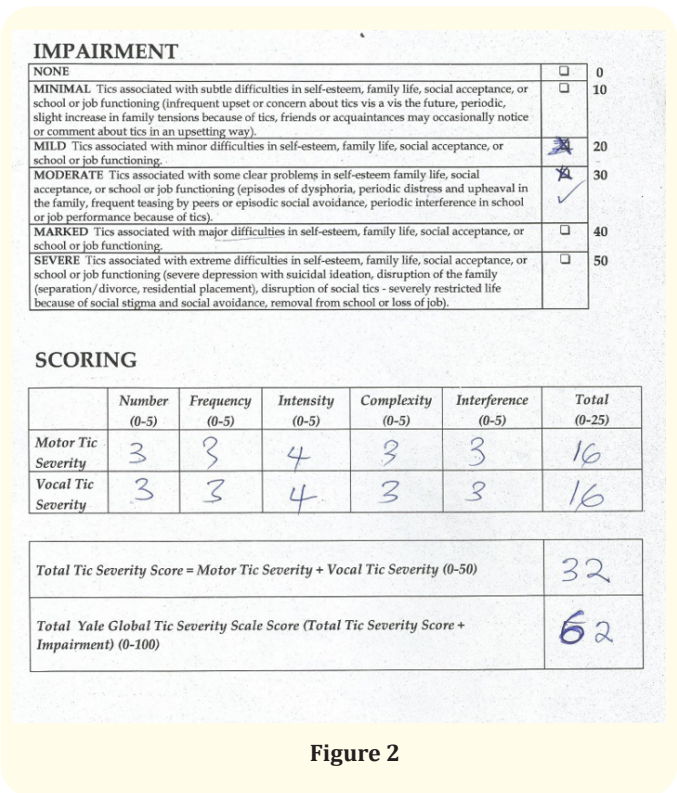 IMPAIRMENT
NONE ❑ 0
MINIMAL Tics associated with subtle difficulties in self-esteem, family life, social acceptance, or ❑ 10
school or job functioning (infrequent upset or concern about tics vis a vis the future, periodic,
slight increase in family tensions because of tics, friends or acquaintances may occasionally notice
or comment about tics in an upsetting way).
MILD Tics associated with minor difficulties in self-esteem, family life, social acceptance, or 20
school or job functioning.
MODERATE Tics associated with some clear problems in self-esteem family life, social 30
acceptance, or school or job functioning (episodes of dysphoria, periodic distress and upheaval in ✓
the family, frequent teasing by peers or episodic social avoidance, periodic interference in school
or job performance because of tics).
MARKED Tics associated with major difficulties in self-esteem, family life, social acceptance, or ❑ 40
school or job functioning.
SEVERE Tics associated with extreme difficulties in self-esteem, family life, social acceptance, or ❑ 50
school or job functioning (severe depression with suicidal ideation, disruption of the family
(separation/divorce, residential placement), disruption of social tics - severely restricted life
because of social stigma and social avoidance, removal from school or loss of job).
SCORING
Number Frequency Intensity Complexity Interference Total
(0-5) (0-5) (0-5) (0-5) (0-5) (0-25)
Motor Tic Severity 3 3 4 3 3 16
Vocal Tic Severity 3 3 4 3 3 16
Total Tic Severity Score = Motor Tic Severity + Vocal Tic Severity (0-50) 32
Total Yale Global Tic Severity Scale Score (Total Tic Severity Score + 62
Impairment) (0-100)
Figure 2